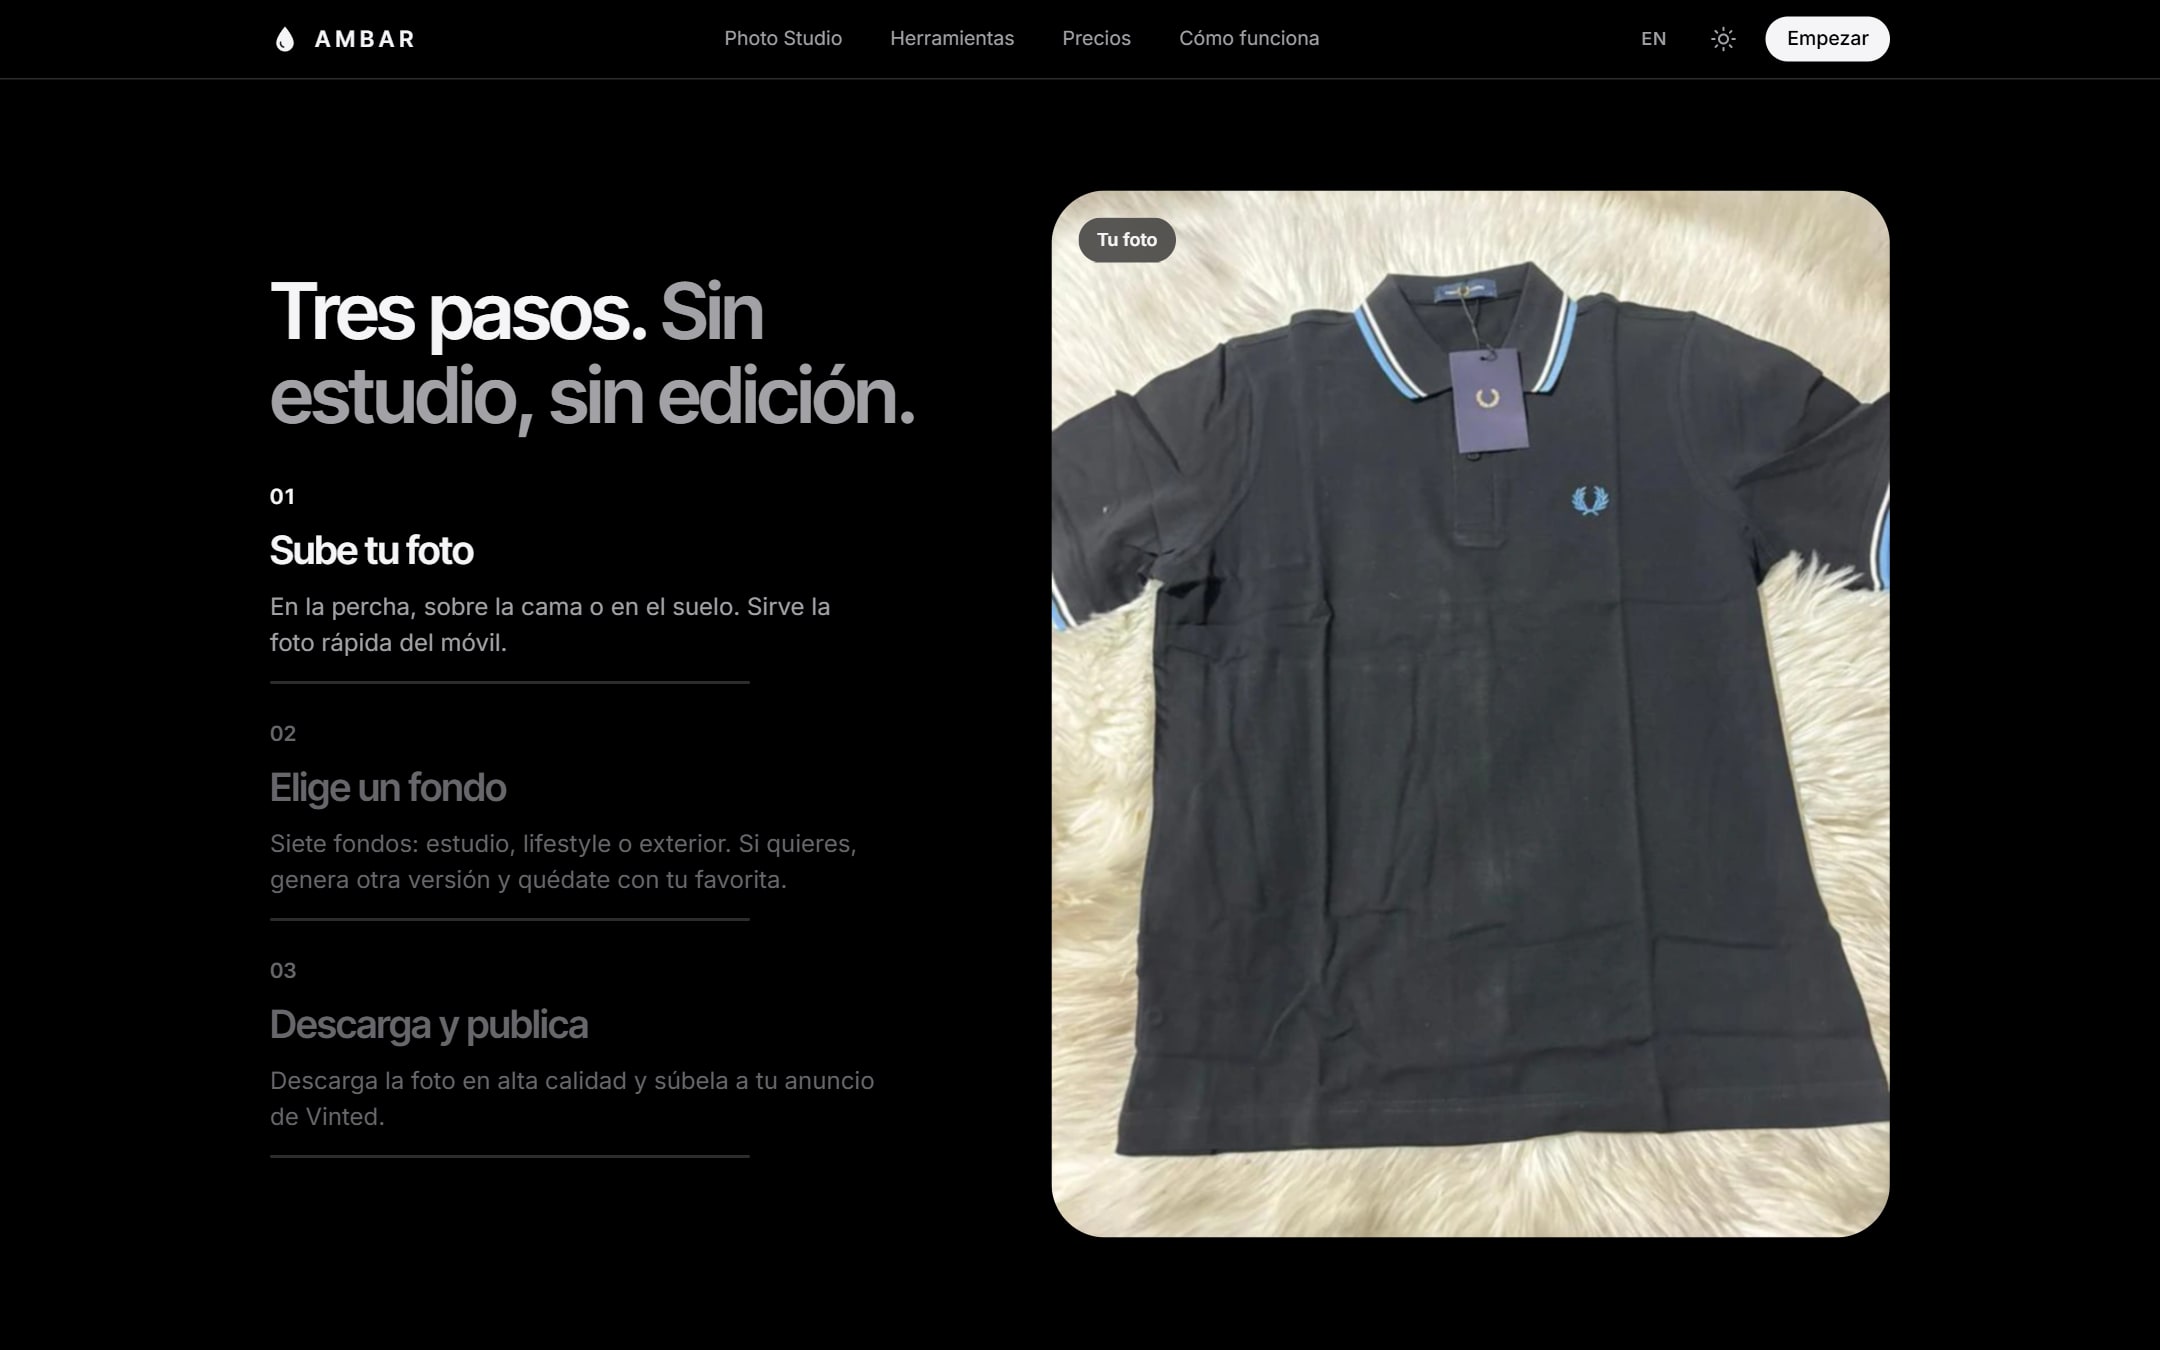 AMBAR
Photo Studio
Herramientas
Precios
Cómo funciona
EN
Empezar
Tres pasos. Sin
estudio, sin edición.
01
Sube tu foto
En la percha, sobre la cama o en el suelo. Sirve la
foto rápida del móvil.
02
Elige un fondo
Siete fondos: estudio, lifestyle o exterior. Si quieres,
genera otra versión y quédate con tu favorita.
03
Descarga y publica
Descarga la foto en alta calidad y súbela a tu anuncio
de Vinted.
Tu foto